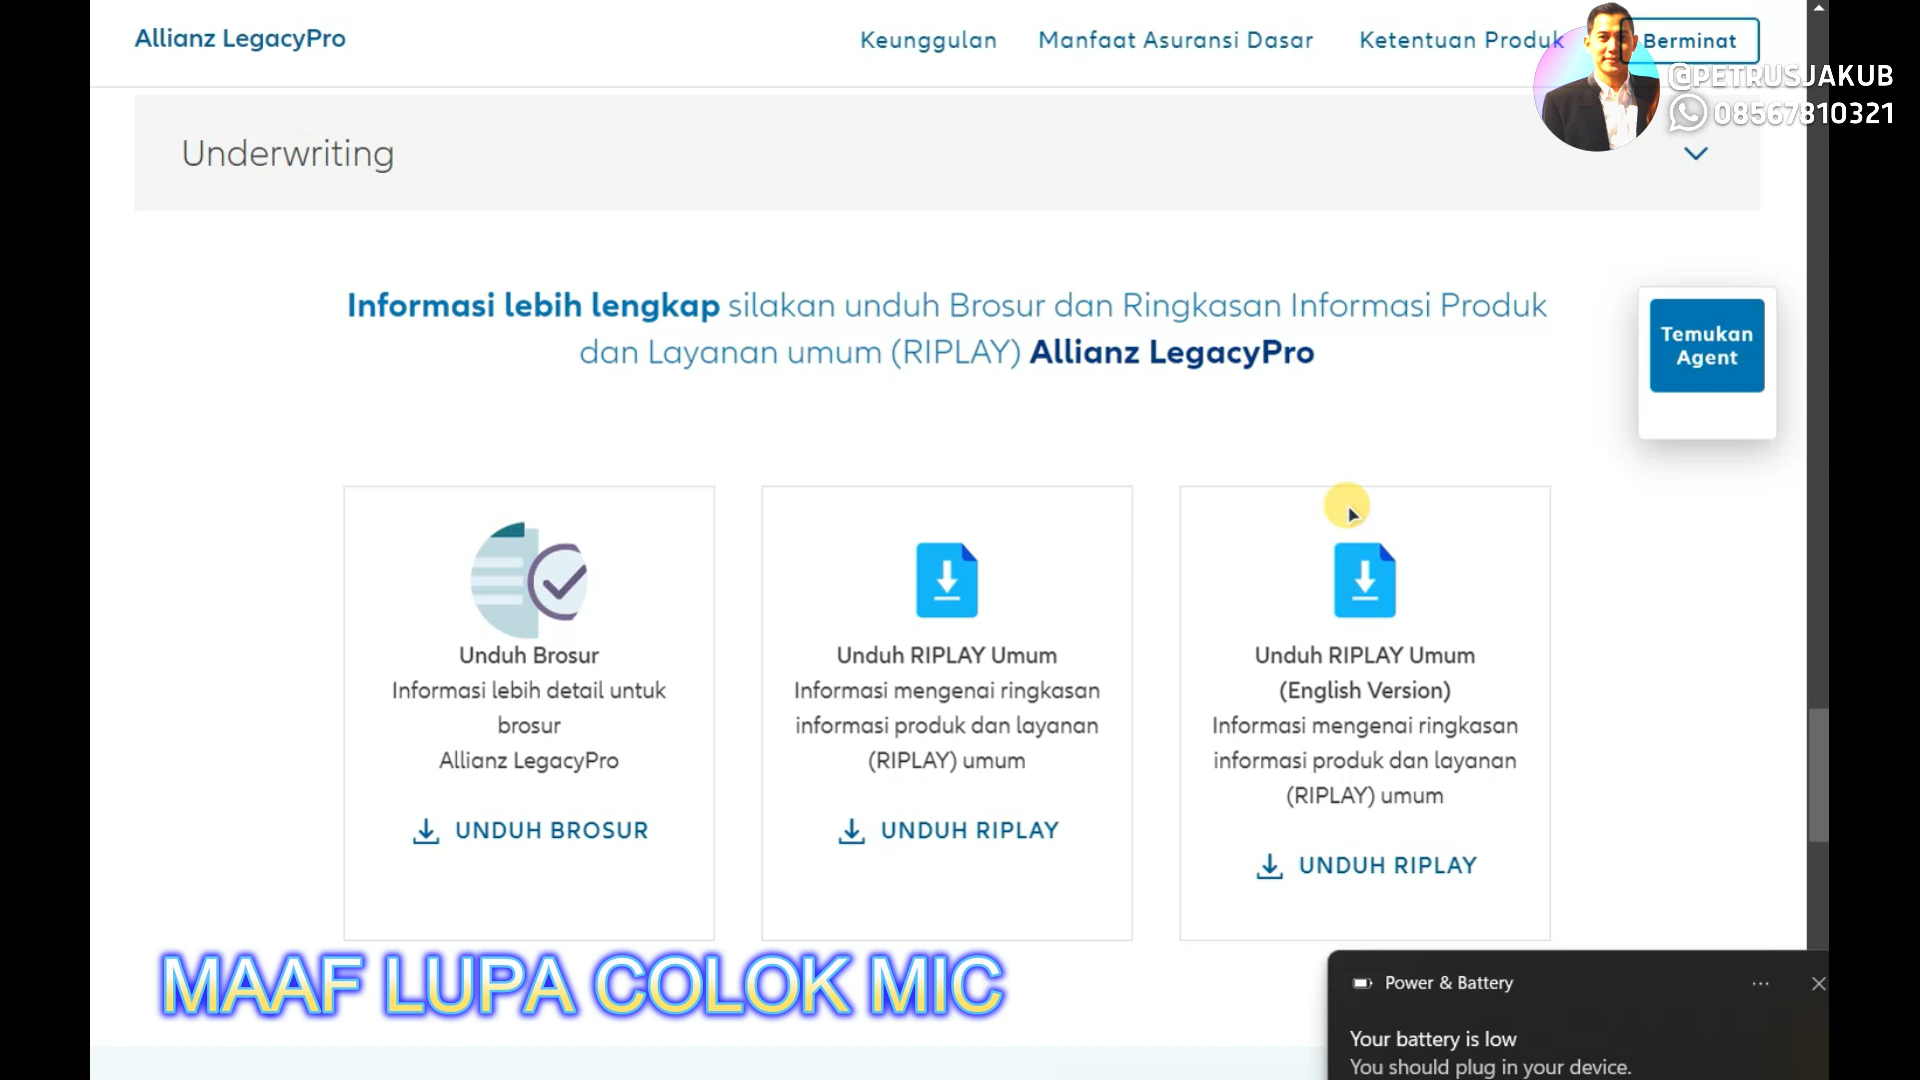 Allianz LegacyPro
Keunggulan
Manfaat Asuransi Dasar
Ketentuan Produk
Berminat
@PETRUSJAKUB
08567810321
Underwriting
Informasi lebih lengkap silakan unduh Brosur dan Ringkasan Informasi Produk
dan Layanan umum (RIPLAY) Allianz LegacyPro
Temukan
Agent
Unduh Brosur
Informasi lebih detail untuk
brosur
Allianz LegacyPro
UNDUH BROSUR
Unduh RIPLAY Umum
Informasi mengenai ringkasan
informasi produk dan layanan
(RIPLAY) umum
UNDUH RIPLAY
Unduh RIPLAY Umum
(English Version)
Informasi mengenai ringkasan
informasi produk dan layanan
(RIPLAY) umum
UNDUH RIPLAY
MAAF LUPA COLOK MIC
Power & Battery
Your battery is low
You should plug in your device.